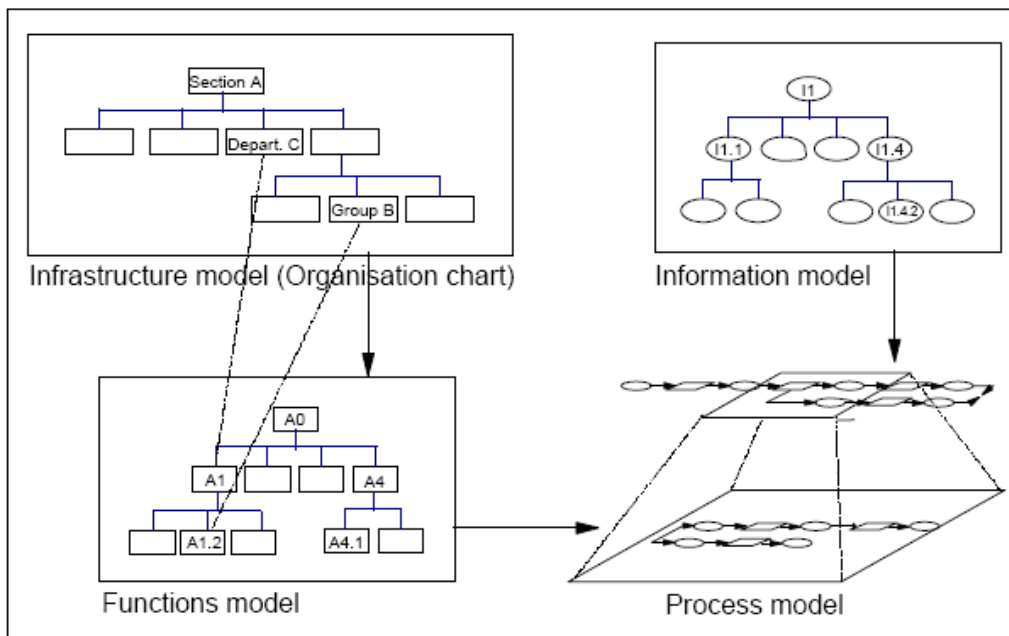 Section A
Depart. C
Group B
Infrastructure model (Organisation chart)
I1
I1.1
I1.4
I1.4.2
Information model
A0
A1
A4
A1.2
A4.1
Functions model
Process model